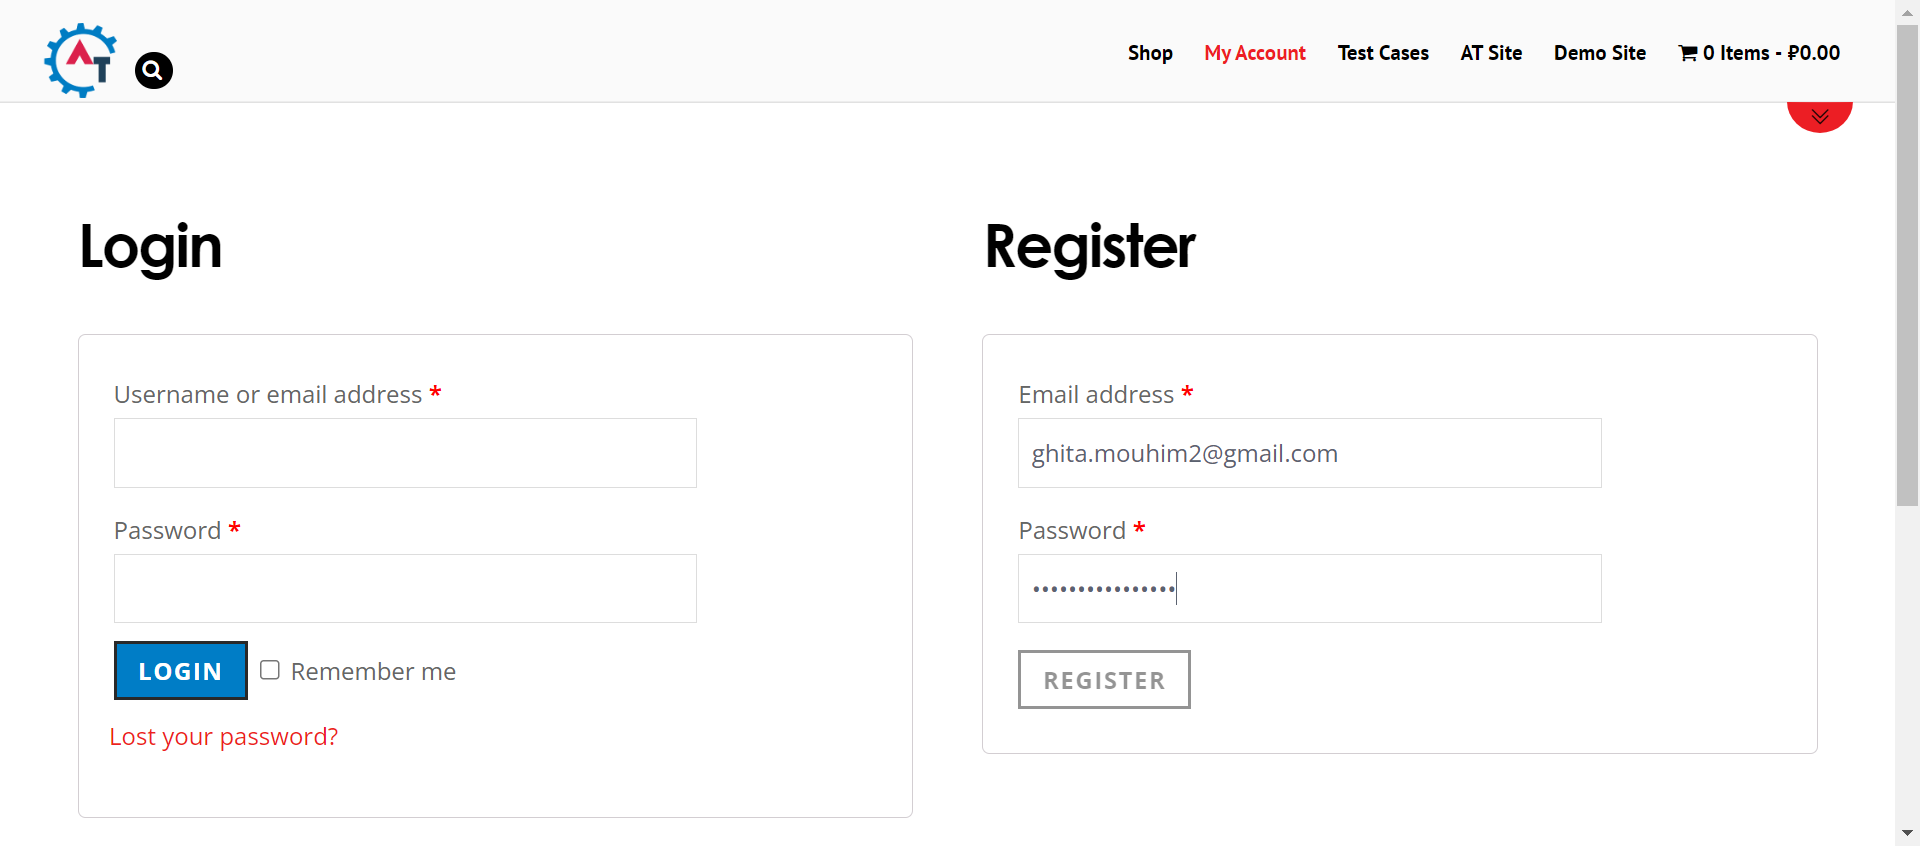 AT
Shop
My Account
Test Cases
AT Site
Demo Site
0 Items - ₽0.00
Login
Register
Username or email address *
Password *
LOGIN
Remember me
Lost your password?
Email address *
ghita.mouhim2@gmail.com
Password *
••••••••••••••••
REGISTER